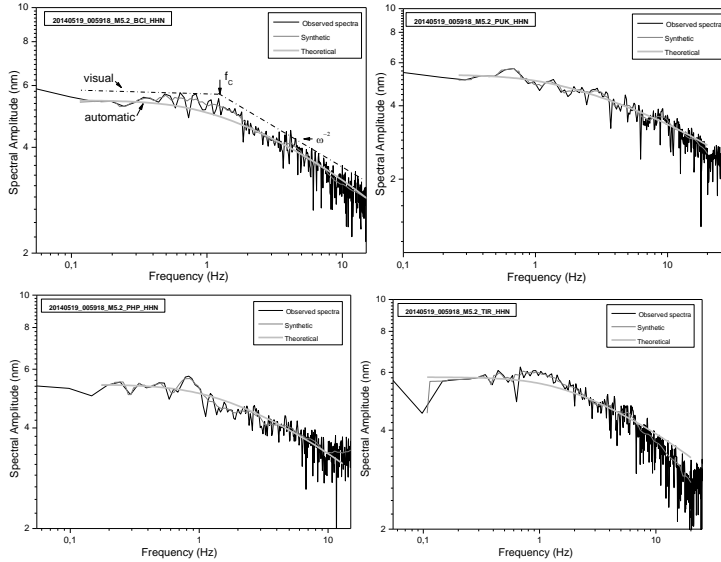 20140519_005918_M5.2_BCI_HHN
Observed spectra
Synthetic
Theoretical
visual
automatic
fC
ω-2
Spectral Amplitude (nm)
10
8
6
4
2
0,1
1
10
Frequency (Hz)
20140519_005918_M5.2_PUK_HHN
Observed spectra
Synthetic
Theoretical
Spectral Amplitude (nm)
10
8
6
4
2
0,1
1
10
Frequency (Hz)
20140519_005918_M5.2_PHP_HHN
Observed spectra
Synthetic
Theoretical
Spectral Amplitude (nm)
10
8
6
4
2
0,1
1
10
Frequency (Hz)
20140519_005918_M5.2_TIR_HHN
Observed spectra
Synthetic
Theoretical
Spectral Amplitude (nm)
10
8
6
4
2
0,1
1
10
Frequency (Hz)